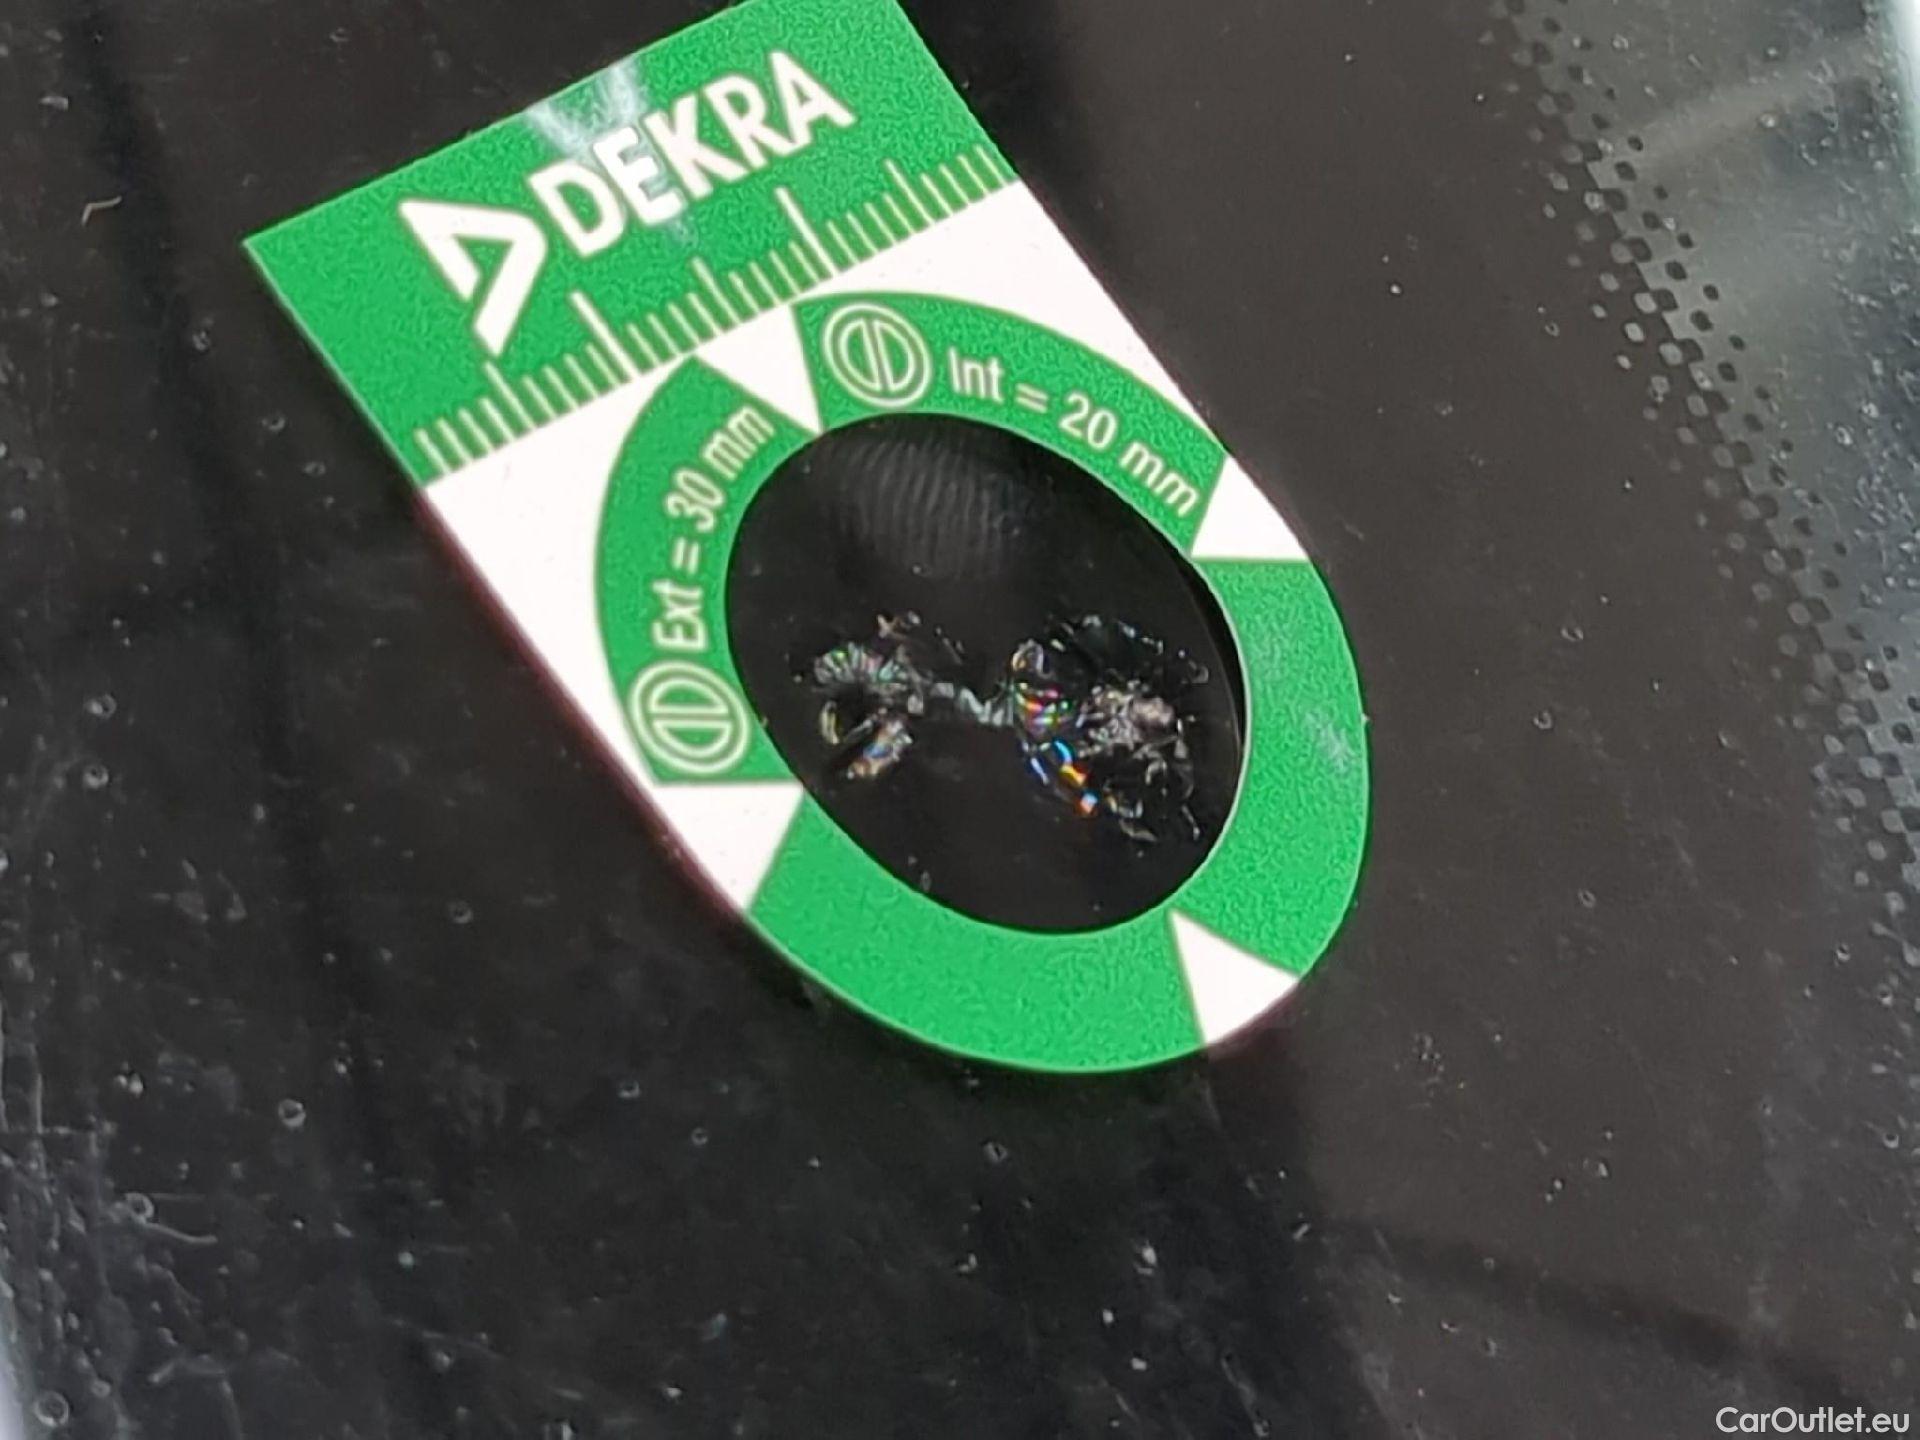 DEKRA
Int = 20 mm
Ext = 30 mm
CarOutlet.eu